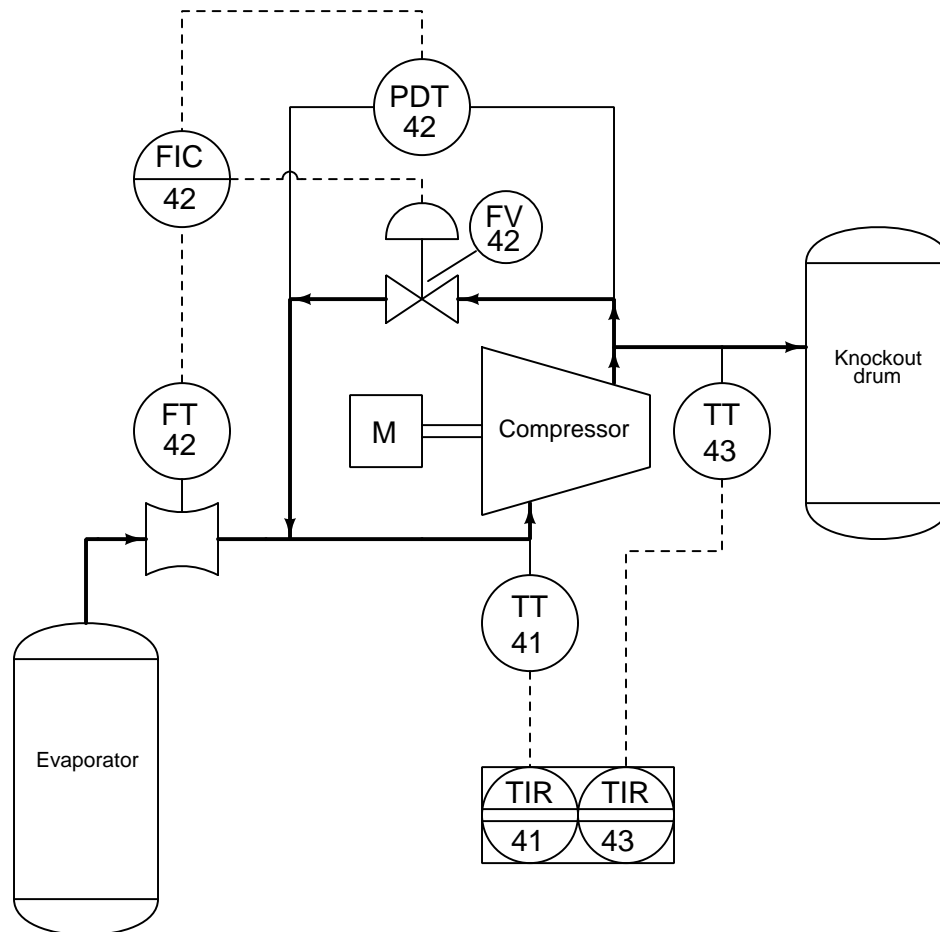 PDT
42
FIC
42
FV
42
Knockout
drum
FT
42
M
Compressor
TT
43
TT
41
Evaporator
TIR
TIR
41
43